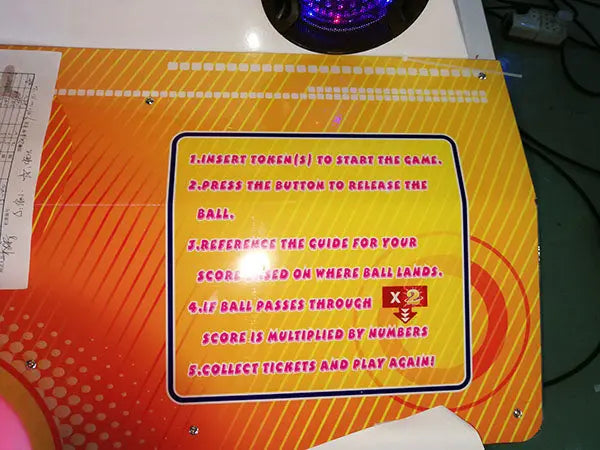 1.INSERT TOKEN(S) TO START THE GAME.
2.PRESS THE BUTTON TO RELEASE THE
BALL.
3.REFERENCE THE GUIDE FOR YOUR
SCORE BASED ON WHERE BALL LANDS.
4.IF BALL PASSES THROUGH X2
SCORE IS MULTIPLIED BY NUMBERS
5.COLLECT TICKETS AND PLAY AGAIN!